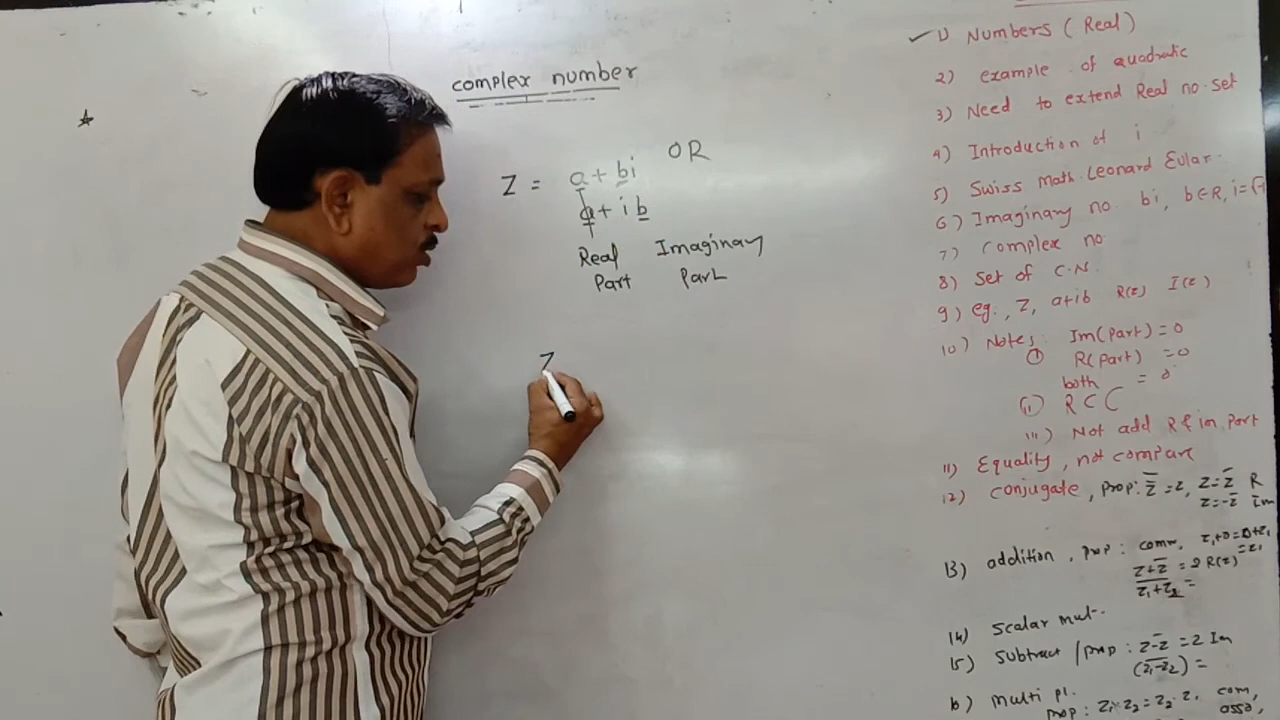 complex number
Z = a + bi OR
a + i b
Real Imaginary
Part Part
Z
1) Numbers (Real)
2) example of quadratic
3) Need to extend Real no. set
4) Introduction of i
5) Swiss Math. Leonard Eular.
6) Imaginary no bi, b∈R, i=√-1
7) Complex no
8) Set of C.N.
9) eg., Z, a+ib R(z) I(z)
10) Notes: Im(Part) = 0
① R(Part) = 0
both = 0
(ii) R ⊂ C
iii) Not add R & im Part
11) Equality, not compare
12) Conjugate, Prop: z̿ = z, Z = z̄ R
Z = -z̄ Im
13) addition, Prop: comm, z₁+0=0+z₁
=z₁
z+z̄ = 2 R(z)
z₁+z₂ =
14) Scalar mul-.
15) Subtract / prop: z-z̄ = 2 Im
(z₁-z₂) =
multi pl.
Prop: z₁·z₂ = z₂·z, com,
asso,